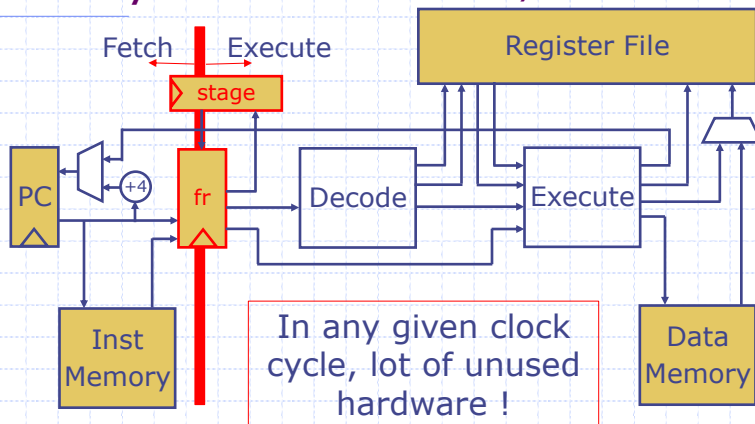 Fetch
Execute
Register File
stage
PC
+4
fr
Decode
Execute
Inst
Memory
In any given clock
cycle, lot of unused
hardware !
Data
Memory